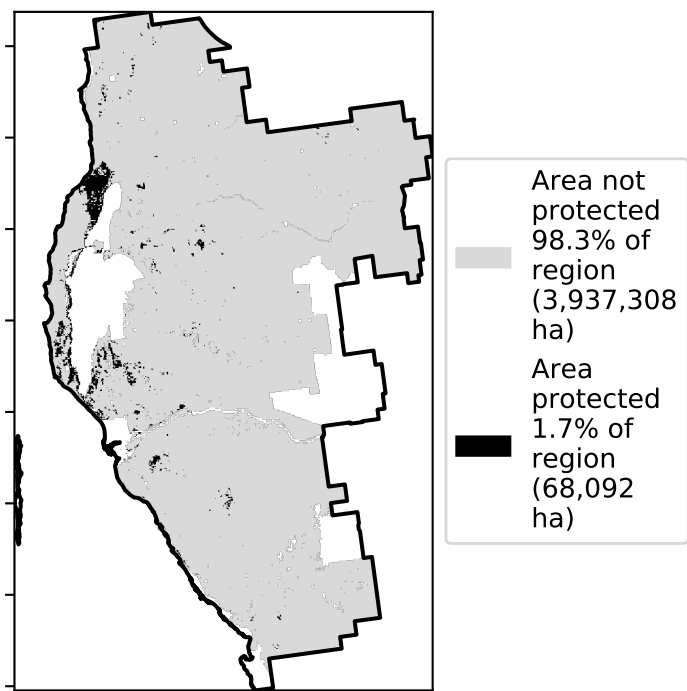 Area not
protected
98.3% of
region
(3,937,308
ha)
Area
protected
1.7% of
region
(68,092
ha)